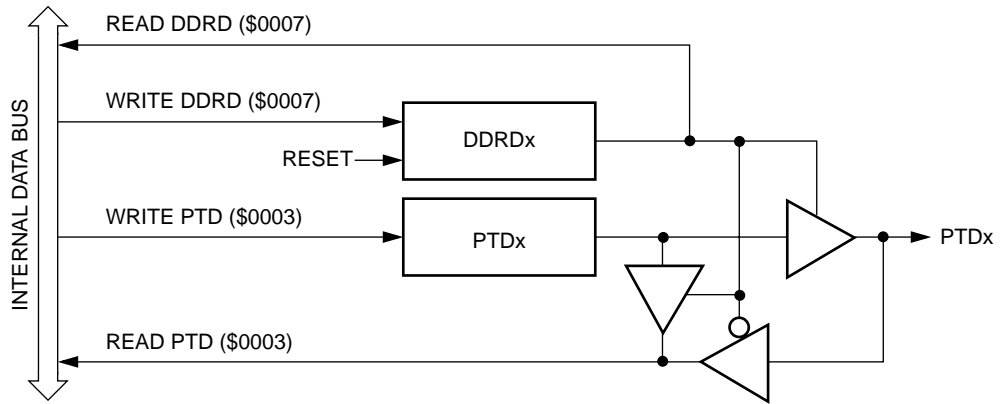 READ DDRD ($0007)
WRITE DDRD ($0007)
DDRDx
RESET
WRITE PTD ($0003)
PTDx
PTDx
READ PTD ($0003)
INTERNAL DATA BUS